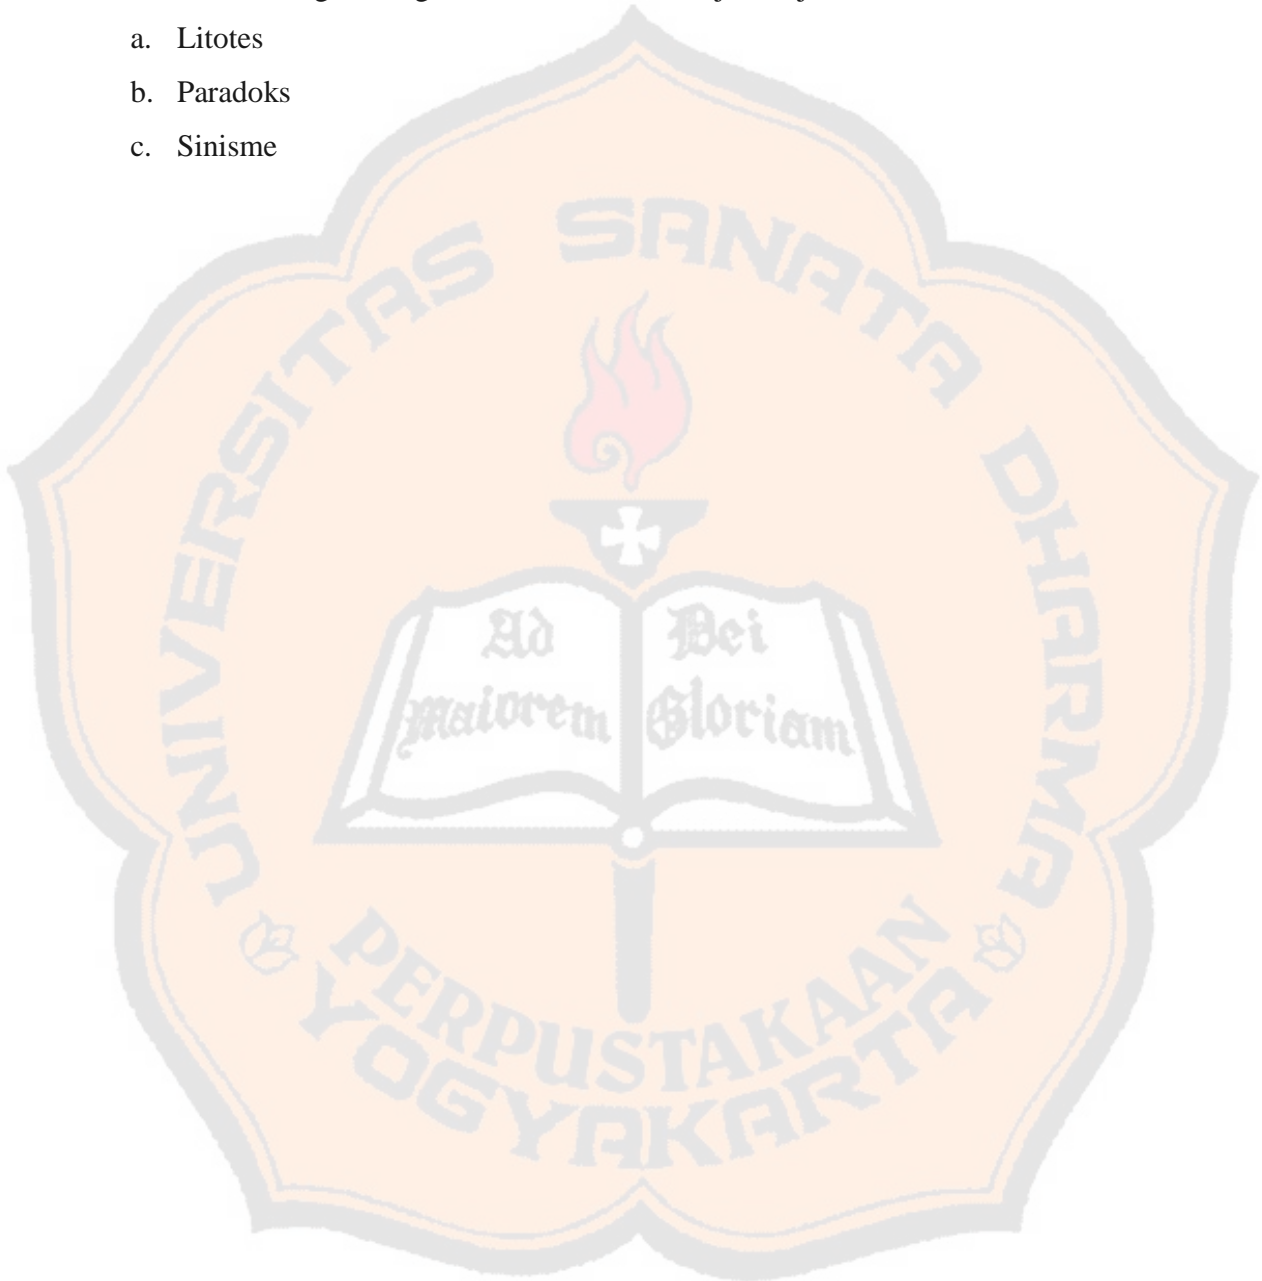 a. Litotes
b. Paradoks
c. Sinisme
UNIVERSITAS SANATA DHARMA
Ad Dei
Maiorem Gloriam
PERPUSTAKAAN
YOGYAKARTA